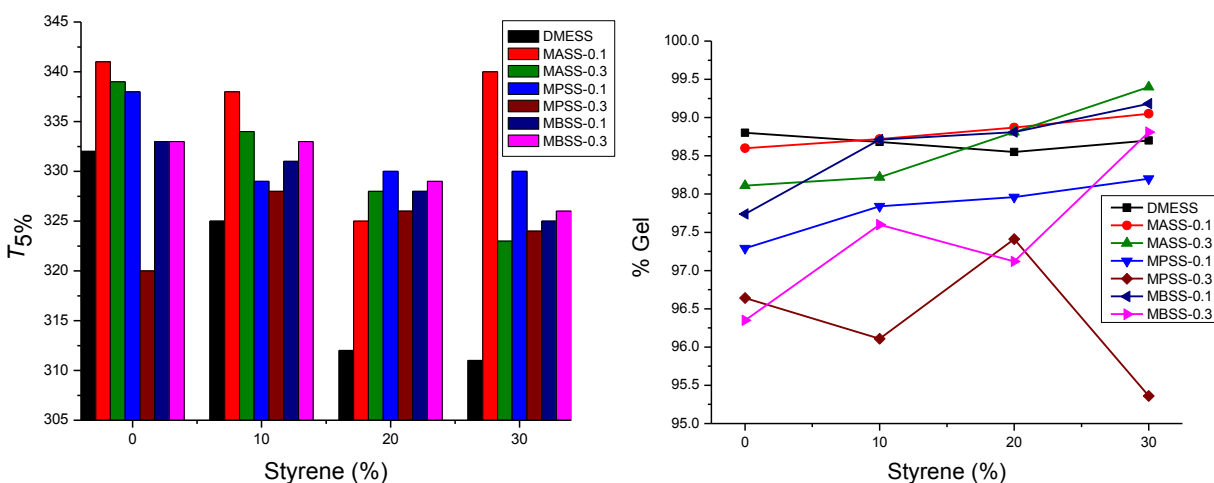 345
340
335
330
325
320
315
310
305
T5%
0
10
20
30
Styrene (%)
DMESS
MASS-0.1
MASS-0.3
MPSS-0.1
MPSS-0.3
MBSS-0.1
MBSS-0.3
100.0
99.5
99.0
98.5
98.0
97.5
97.0
96.5
96.0
95.5
95.0
% Gel
0
10
20
30
Styrene (%)
DMESS
MASS-0.1
MASS-0.3
MPSS-0.1
MPSS-0.3
MBSS-0.1
MBSS-0.3